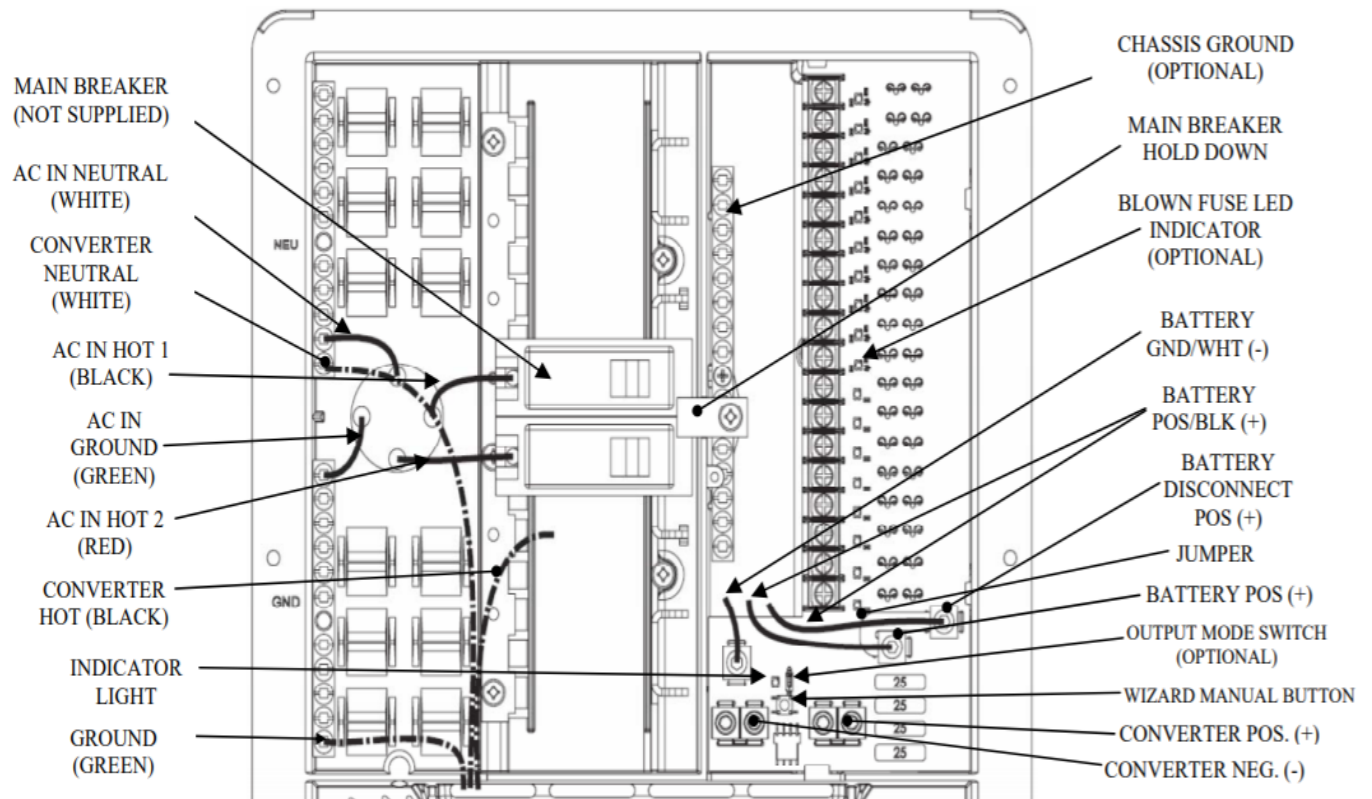 MAIN BREAKER
(NOT SUPPLIED)
AC IN NEUTRAL
(WHITE)
CONVERTER
NEUTRAL
(WHITE)
AC IN HOT 1
(BLACK)
AC IN
GROUND
(GREEN)
AC IN HOT 2
(RED)
CONVERTER
HOT (BLACK)
INDICATOR
LIGHT
GROUND
(GREEN)
NEU
GND
CHASSIS GROUND
(OPTIONAL)
MAIN BREAKER
HOLD DOWN
BLOWN FUSE LED
INDICATOR
(OPTIONAL)
BATTERY
GND/WHT (-)
BATTERY
POS/BLK (+)
BATTERY
DISCONNECT
POS (+)
JUMPER
BATTERY POS (+)
OUTPUT MODE SWITCH
(OPTIONAL)
WIZARD MANUAL BUTTON
CONVERTER POS. (+)
CONVERTER NEG. (-)
25
25
25
25